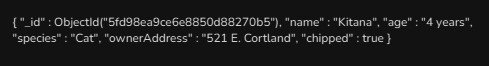 { "_id" : ObjectId("5fd98ea9ce6e8850d88270b5"), "name" : "Kitana", "age" : "4 years",
"species" : "Cat", "ownerAddress" : "521 E. Cortland", "chipped" : true }